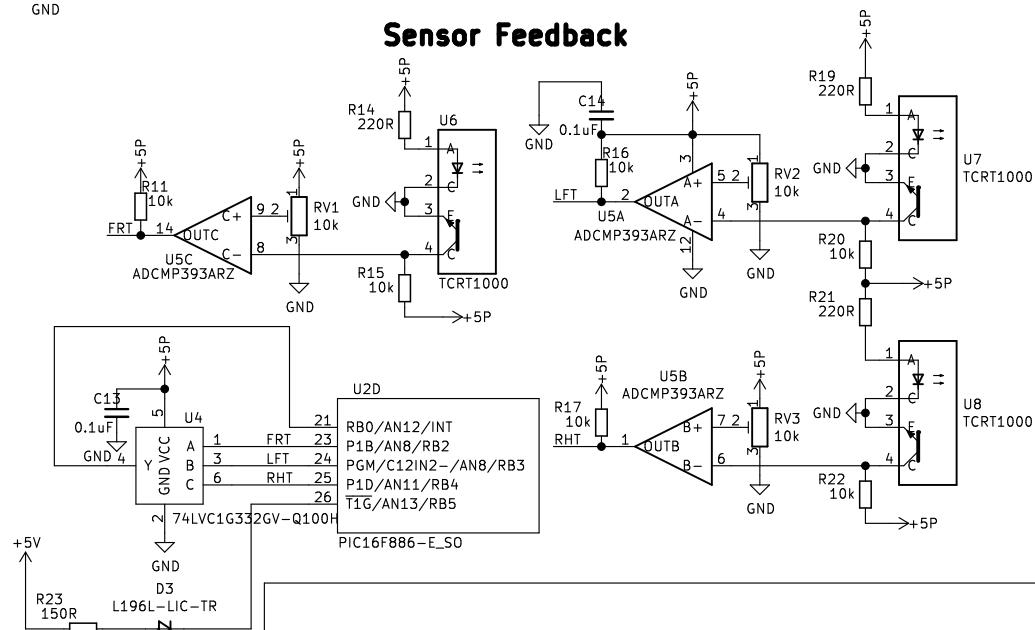 GND
Sensor Feedback
+5P
R14
220R
U6
1
A
2
C
GND
3
E
4
C
TCRT1000
R15
10k
+5P
+5P
R11
10k
FRT
14
OUTC
C+
C-
9
2
8
U5C
ADCMP393ARZ
+5P
1
RV1
10k
3
GND
C14
0.1uF
GND
+5P
R16
10k
LFT
2
OUTA
3
A+
A-
5
2
4
12
U5A
ADCMP393ARZ
GND
1
RV2
10k
3
GND
+5P
R19
220R
1
A
2
C
GND
3
E
4
C
U7
TCRT1000
R20
10k
+5P
R21
220R
1
A
2
C
GND
3
E
4
C
U8
TCRT1000
R22
10k
+5P
+5P
R17
10k
RHT
1
OUTB
B+
B-
7
2
6
U5B
ADCMP393ARZ
+5P
1
RV3
10k
3
GND
+5P
C13
0.1uF
GND
5
U4
4
Y
VCC
GND
A
B
C
1
3
6
2
GND
74LVC1G332GV-Q100H
FRT
LFT
RHT
U2D
21
RB0/AN12/INT
23
P1B/AN8/RB2
24
PGM/C12IN2-/AN8/RB3
25
P1D/AN11/RB4
26
T1G/AN13/RB5
PIC16F886-E_SO
+5V
R23
150R
D3
L196L-LIC-TR